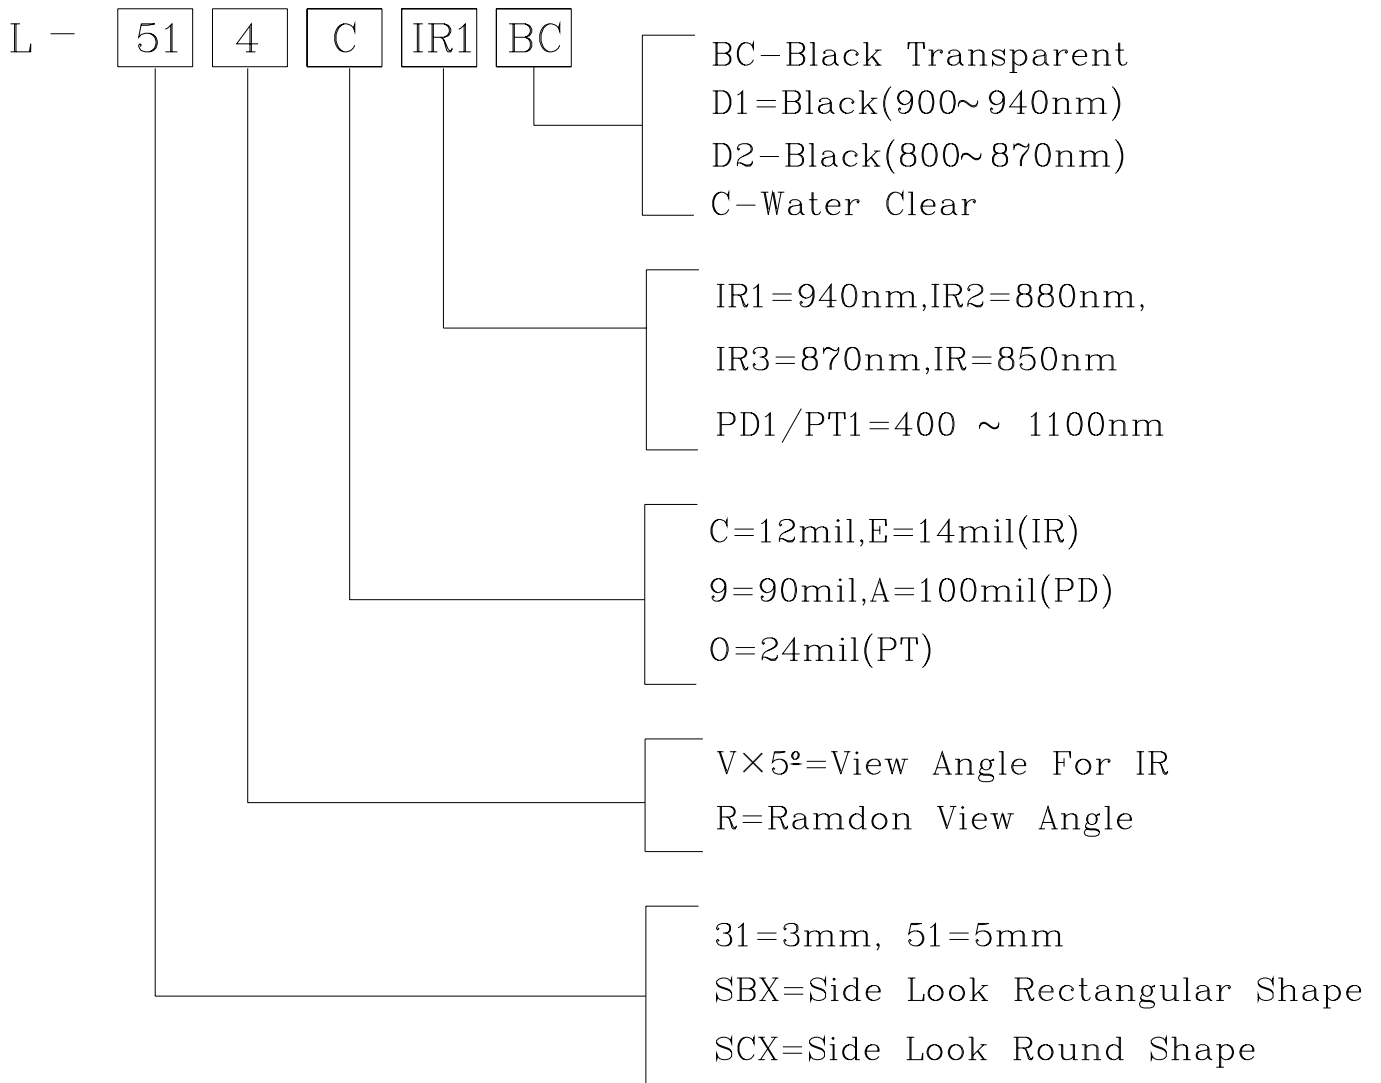 L - 51 4 C IR1 BC
BC-Black Transparent
D1=Black(900~940nm)
D2-Black(800~870nm)
C-Water Clear
IR1=940nm,IR2=880nm,
IR3=870nm,IR=850nm
PD1/PT1=400 ~ 1100nm
C=12mil,E=14mil(IR)
9=90mil,A=100mil(PD)
O=24mil(PT)
V×5º=View Angle For IR
R=Ramdon View Angle
31=3mm, 51=5mm
SBX=Side Look Rectangular Shape
SCX=Side Look Round Shape